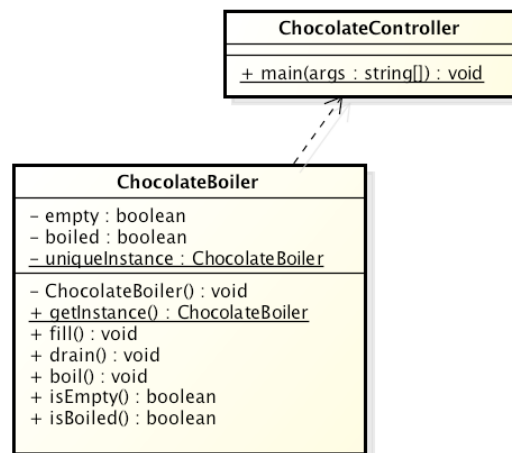 ChocolateController
+ main(args : string[]) : void
ChocolateBoiler
- empty : boolean
- boiled : boolean
- uniqueInstance : ChocolateBoiler
- ChocolateBoiler() : void
+ getInstance() : ChocolateBoiler
+ fill() : void
+ drain() : void
+ boil() : void
+ isEmpty() : boolean
+ isBoiled() : boolean